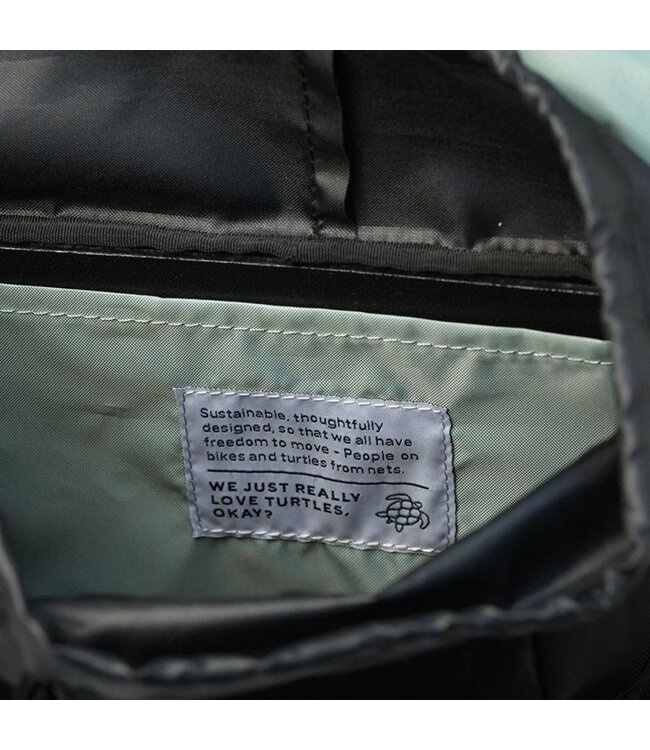 Sustainable, thoughtfully
designed, so that we all have
freedom to move - People on
bikes and turtles from nets.
WE JUST REALLY
LOVE TURTLES,
OKAY?